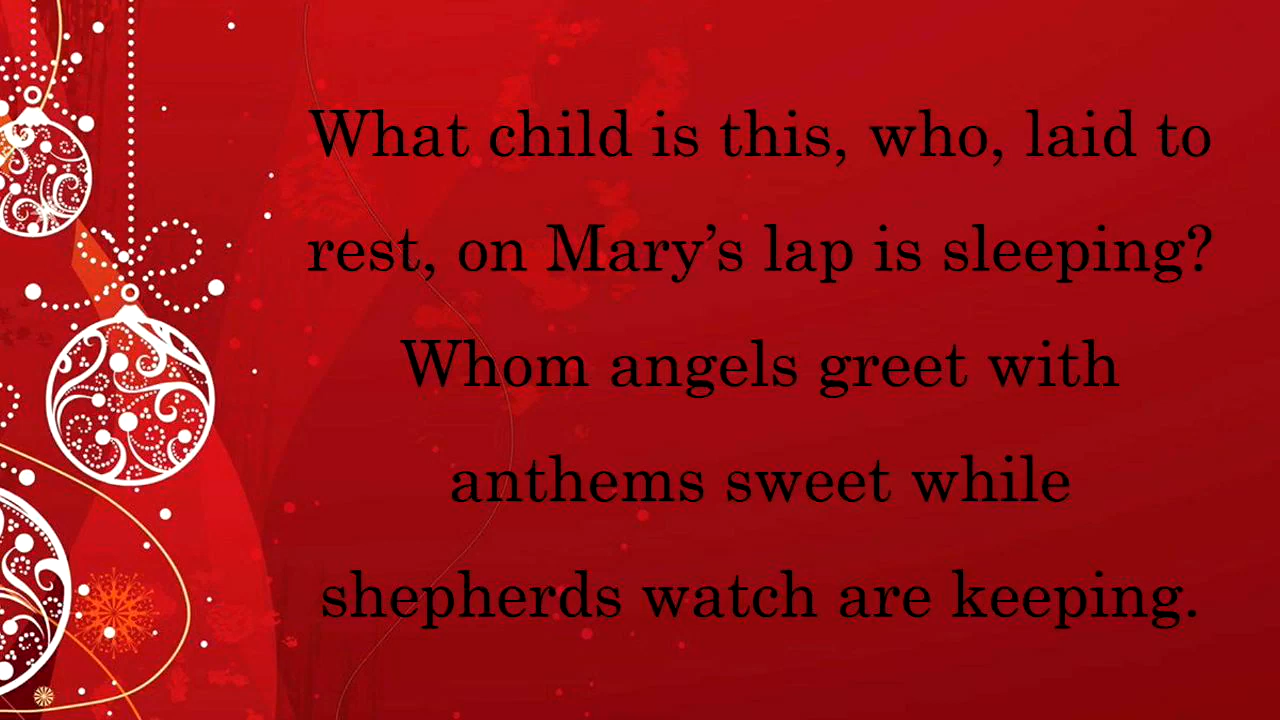 What child is this, who, laid to
rest, on Mary’s lap is sleeping?
Whom angels greet with
anthems sweet while
shepherds watch are keeping.